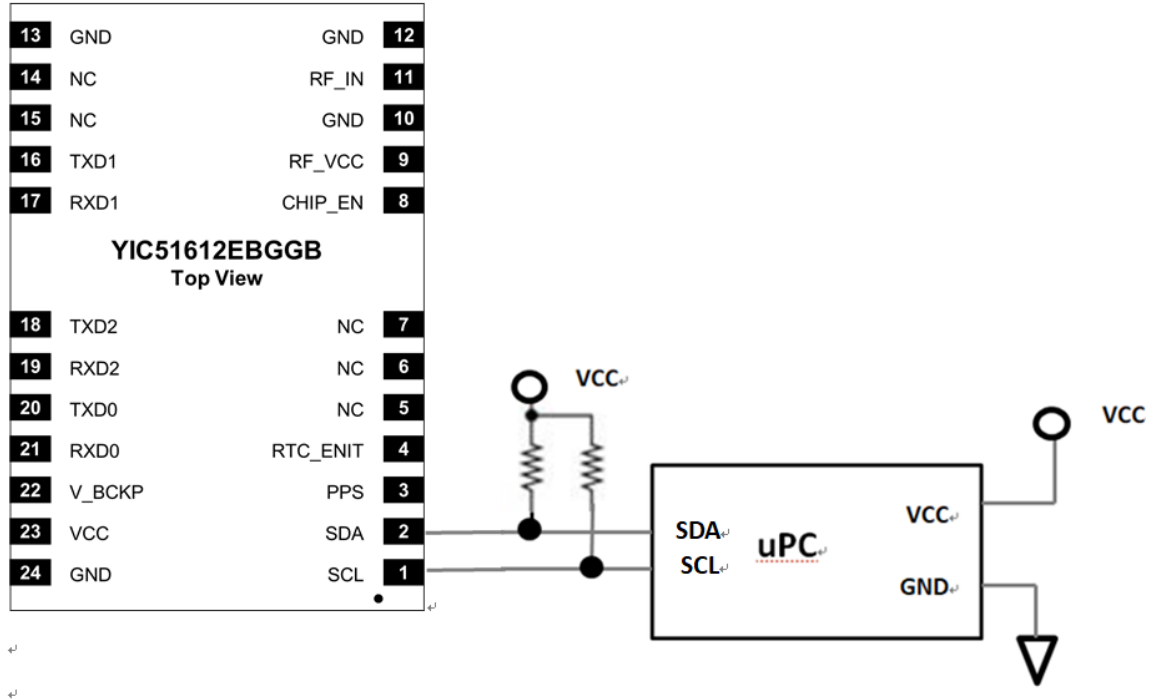 13 GND GND 12
14 NC RF_IN 11
15 NC GND 10
16 TXD1 RF_VCC 9
17 RXD1 CHIP_EN 8
YIC51612EBGGB
Top View
18 TXD2 NC 7
19 RXD2 NC 6
20 TXD0 NC 5
21 RXD0 RTC_ENIT 4
22 V_BCKP PPS 3
23 VCC SDA 2
24 GND SCL 1
VCC
VCC
VCC
SDA
uPC
SCL
GND